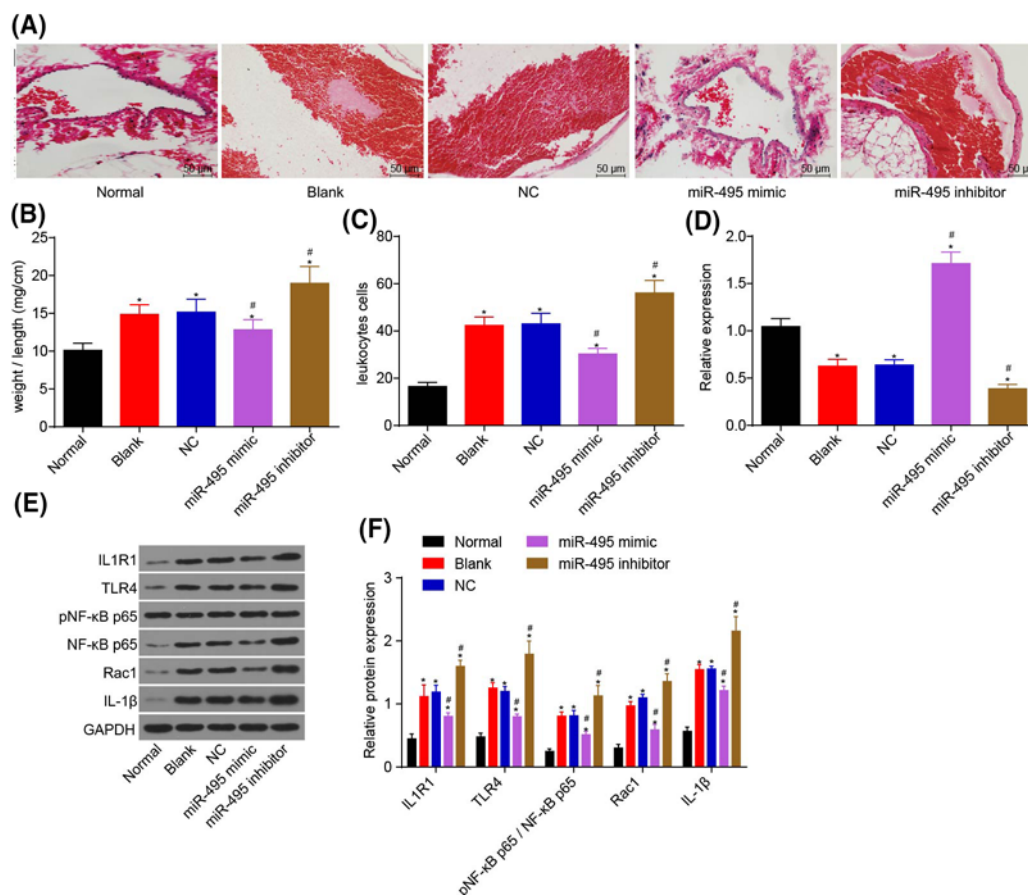 (A)
50 μm
50 μm
50 μm
50 μm
50 μm
Normal
Blank
NC
miR-495 mimic
miR-495 inhibitor
(B)
weight / length (mg/cm)
25
20
15
10
5
0
*
*
#
*
#
*
Normal
Blank
NC
miR-495 mimic
miR-495 inhibitor
(C)
leukocytes cells
80
60
40
20
0
*
*
#
*
#
*
Normal
Blank
NC
miR-495 mimic
miR-495 inhibitor
(D)
Relative expression
2.0
1.5
1.0
0.5
0.0
*
*
#
*
#
*
Normal
Blank
NC
miR-495 mimic
miR-495 inhibitor
(E)
IL1R1
TLR4
pNF-κB p65
NF-κB p65
Rac1
IL-1β
GAPDH
Normal
Blank
NC
miR-495 mimic
miR-495 inhibitor
(F)
Normal
Blank
NC
miR-495 mimic
miR-495 inhibitor
Relative protein expression
3
2
1
0
* * # * # *
* * # * # *
* * # * # *
* * # * # *
* * # * # *
IL1R1
TLR4
pNF-κB p65 / NF-κB p65
Rac1
IL-1β